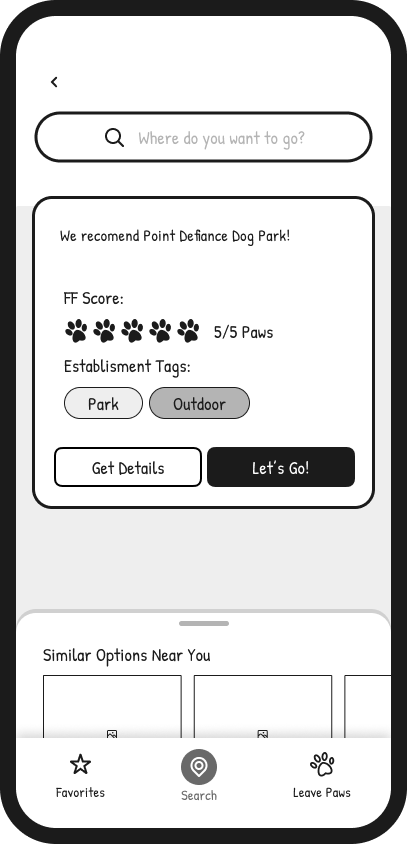 Where do you want to go?
We recomend Point Defiance Dog Park!
FF Score:
5/5 Paws
Establisment Tags:
Park Outdoor
Get Details Let's Go!
Similar Options Near You
Favorites Search Leave Paws